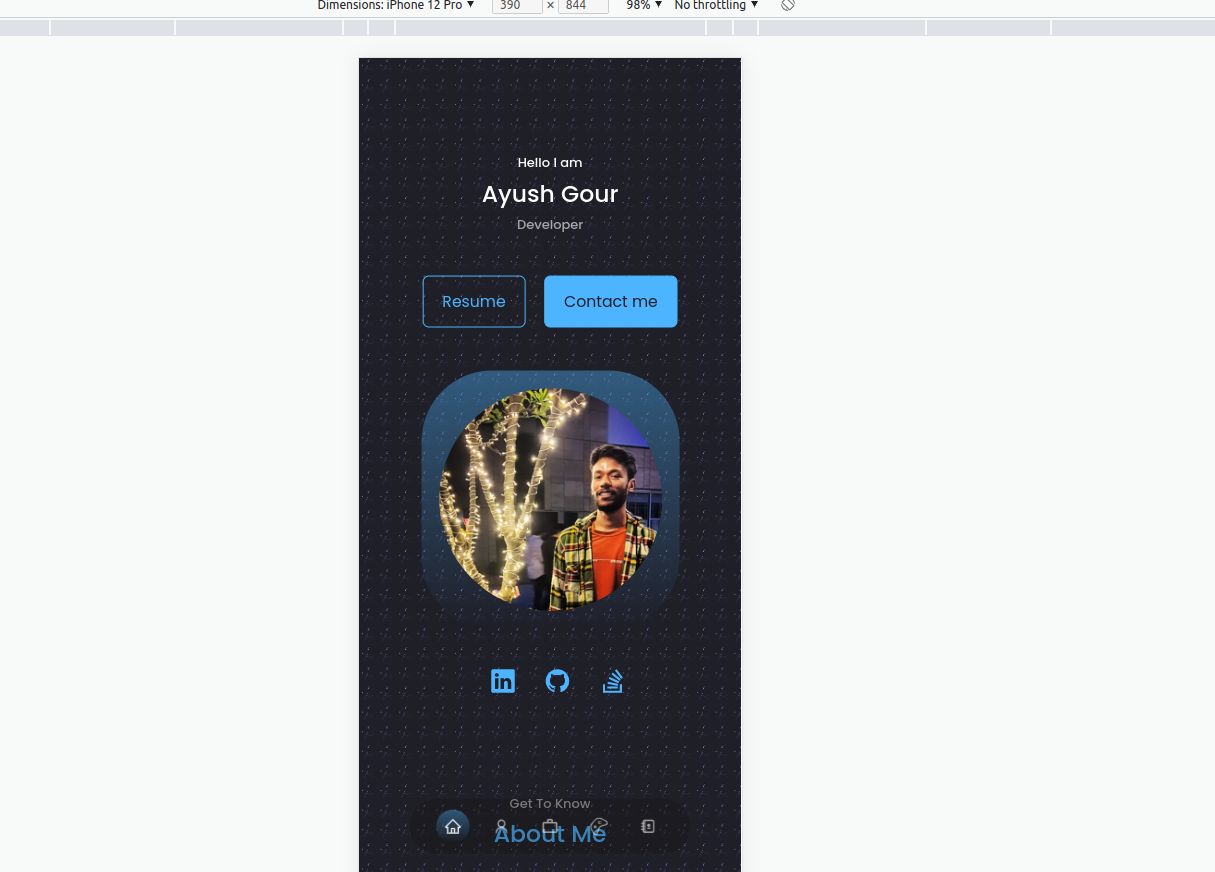 Dimensions: iPhone 12 Pro ▼ 390 × 844 98% ▼ No throttling ▼
Hello I am
Ayush Gour
Developer
Resume Contact me
in
Get To Know
About Me